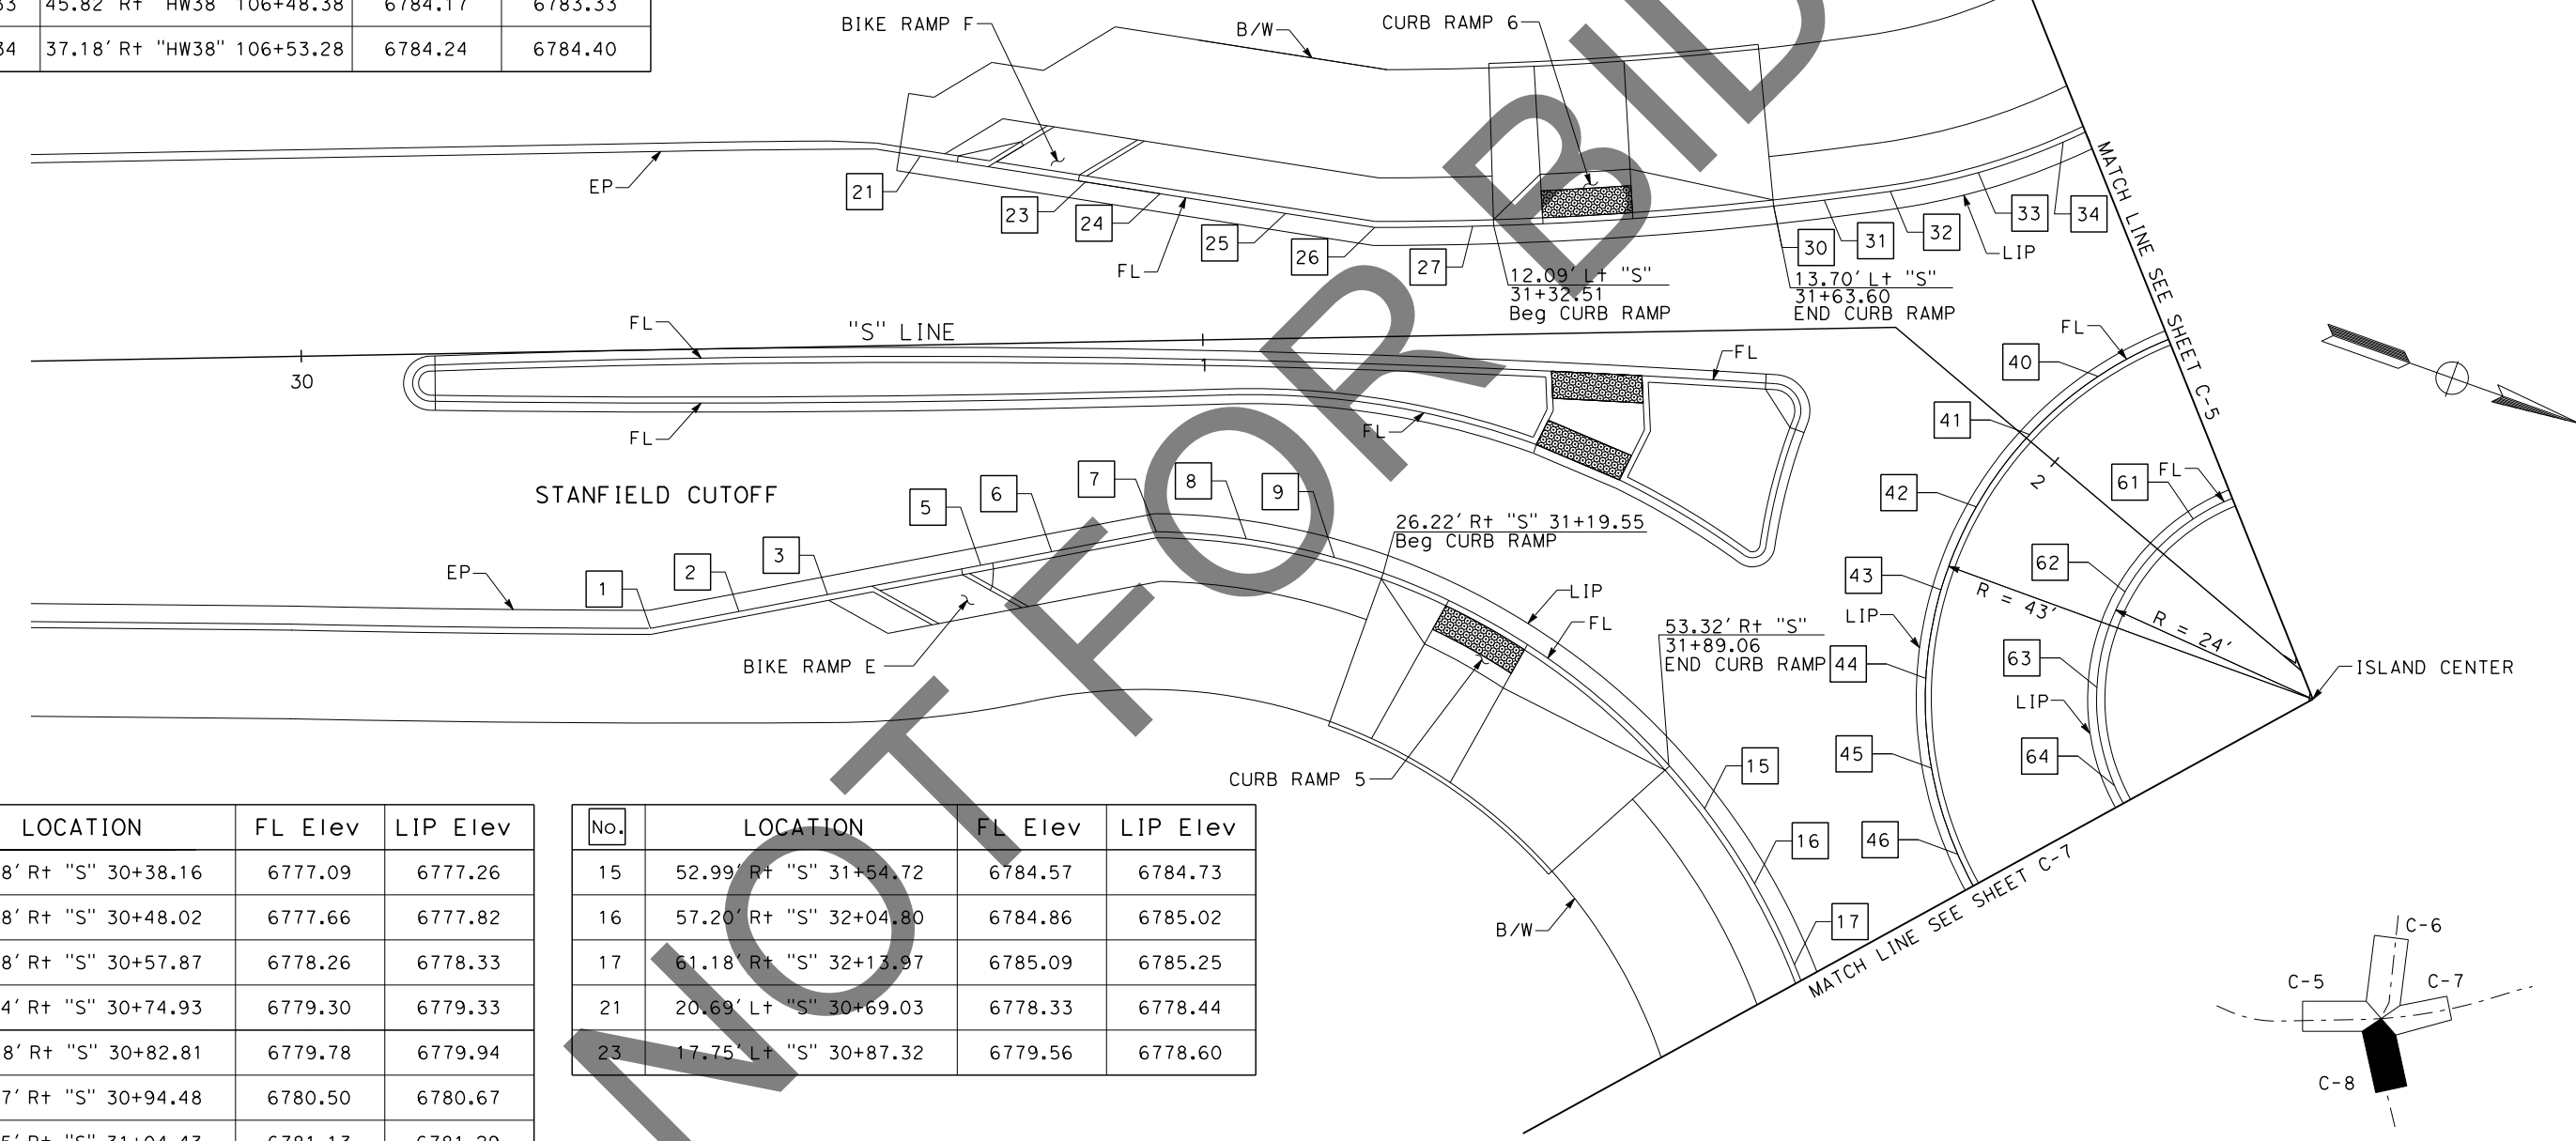 33 45.82' Rt "HW38" 106+48.38 6784.17 6783.33
34 37.18' Rt "HW38" 106+53.28 6784.24 6784.40
BIKE RAMP F
B/W
CURB RAMP 6
EP
21
23
24
FL
25
26
27
12.09' Lt "S"
31+32.51
Beg CURB RAMP
30
13.70' Lt "S"
31+63.60
END CURB RAMP
31
32
LIP
33
34
MATCH LINE SEE SHEET C-5
FL
"S" LINE
30
1
FL
FL
FL
FL
40
41
42
43
LIP
44
45
46
2
61
FL
62
63
LIP
64
R = 43'
R = 24'
ISLAND CENTER
STANFIELD CUTOFF
EP
1
2
3
5
6
7
8
9
26.22' Rt "S" 31+19.55
Beg CURB RAMP
LIP
FL
53.32' Rt "S"
31+89.06
END CURB RAMP
BIKE RAMP E
CURB RAMP 5
15
16
17
B/W
MATCH LINE SEE SHEET C-7
C-6
C-5
C-7
C-8
LOCATION FL Elev LIP Elev
8' Rt "S" 30+38.16 6777.09 6777.26
8' Rt "S" 30+48.02 6777.66 6777.82
8' Rt "S" 30+57.87 6778.26 6778.33
4' Rt "S" 30+74.93 6779.30 6779.33
8' Rt "S" 30+82.81 6779.78 6779.94
7' Rt "S" 30+94.48 6780.50 6780.67
5' Rt "S" 31+04.43 6781.13 6781.29
No. LOCATION FL Elev LIP Elev
15 52.99' Rt "S" 31+54.72 6784.57 6784.73
16 57.20' Rt "S" 32+04.80 6784.86 6785.02
17 61.18' Rt "S" 32+13.97 6785.09 6785.25
21 20.69' Lt "S" 30+69.03 6778.33 6778.44
23 17.75' Lt "S" 30+87.32 6779.56 6778.60
NOT FOR BID